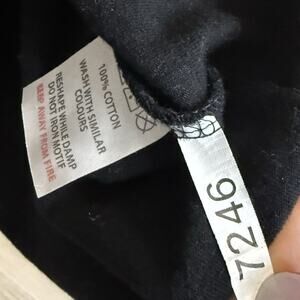 100% COTTON
WASH WITH SIMILAR
COLOURS
RESHAPE WHILE DAMP
DO NOT IRON MOTIF
KEEP AWAY FROM FIRE
7246